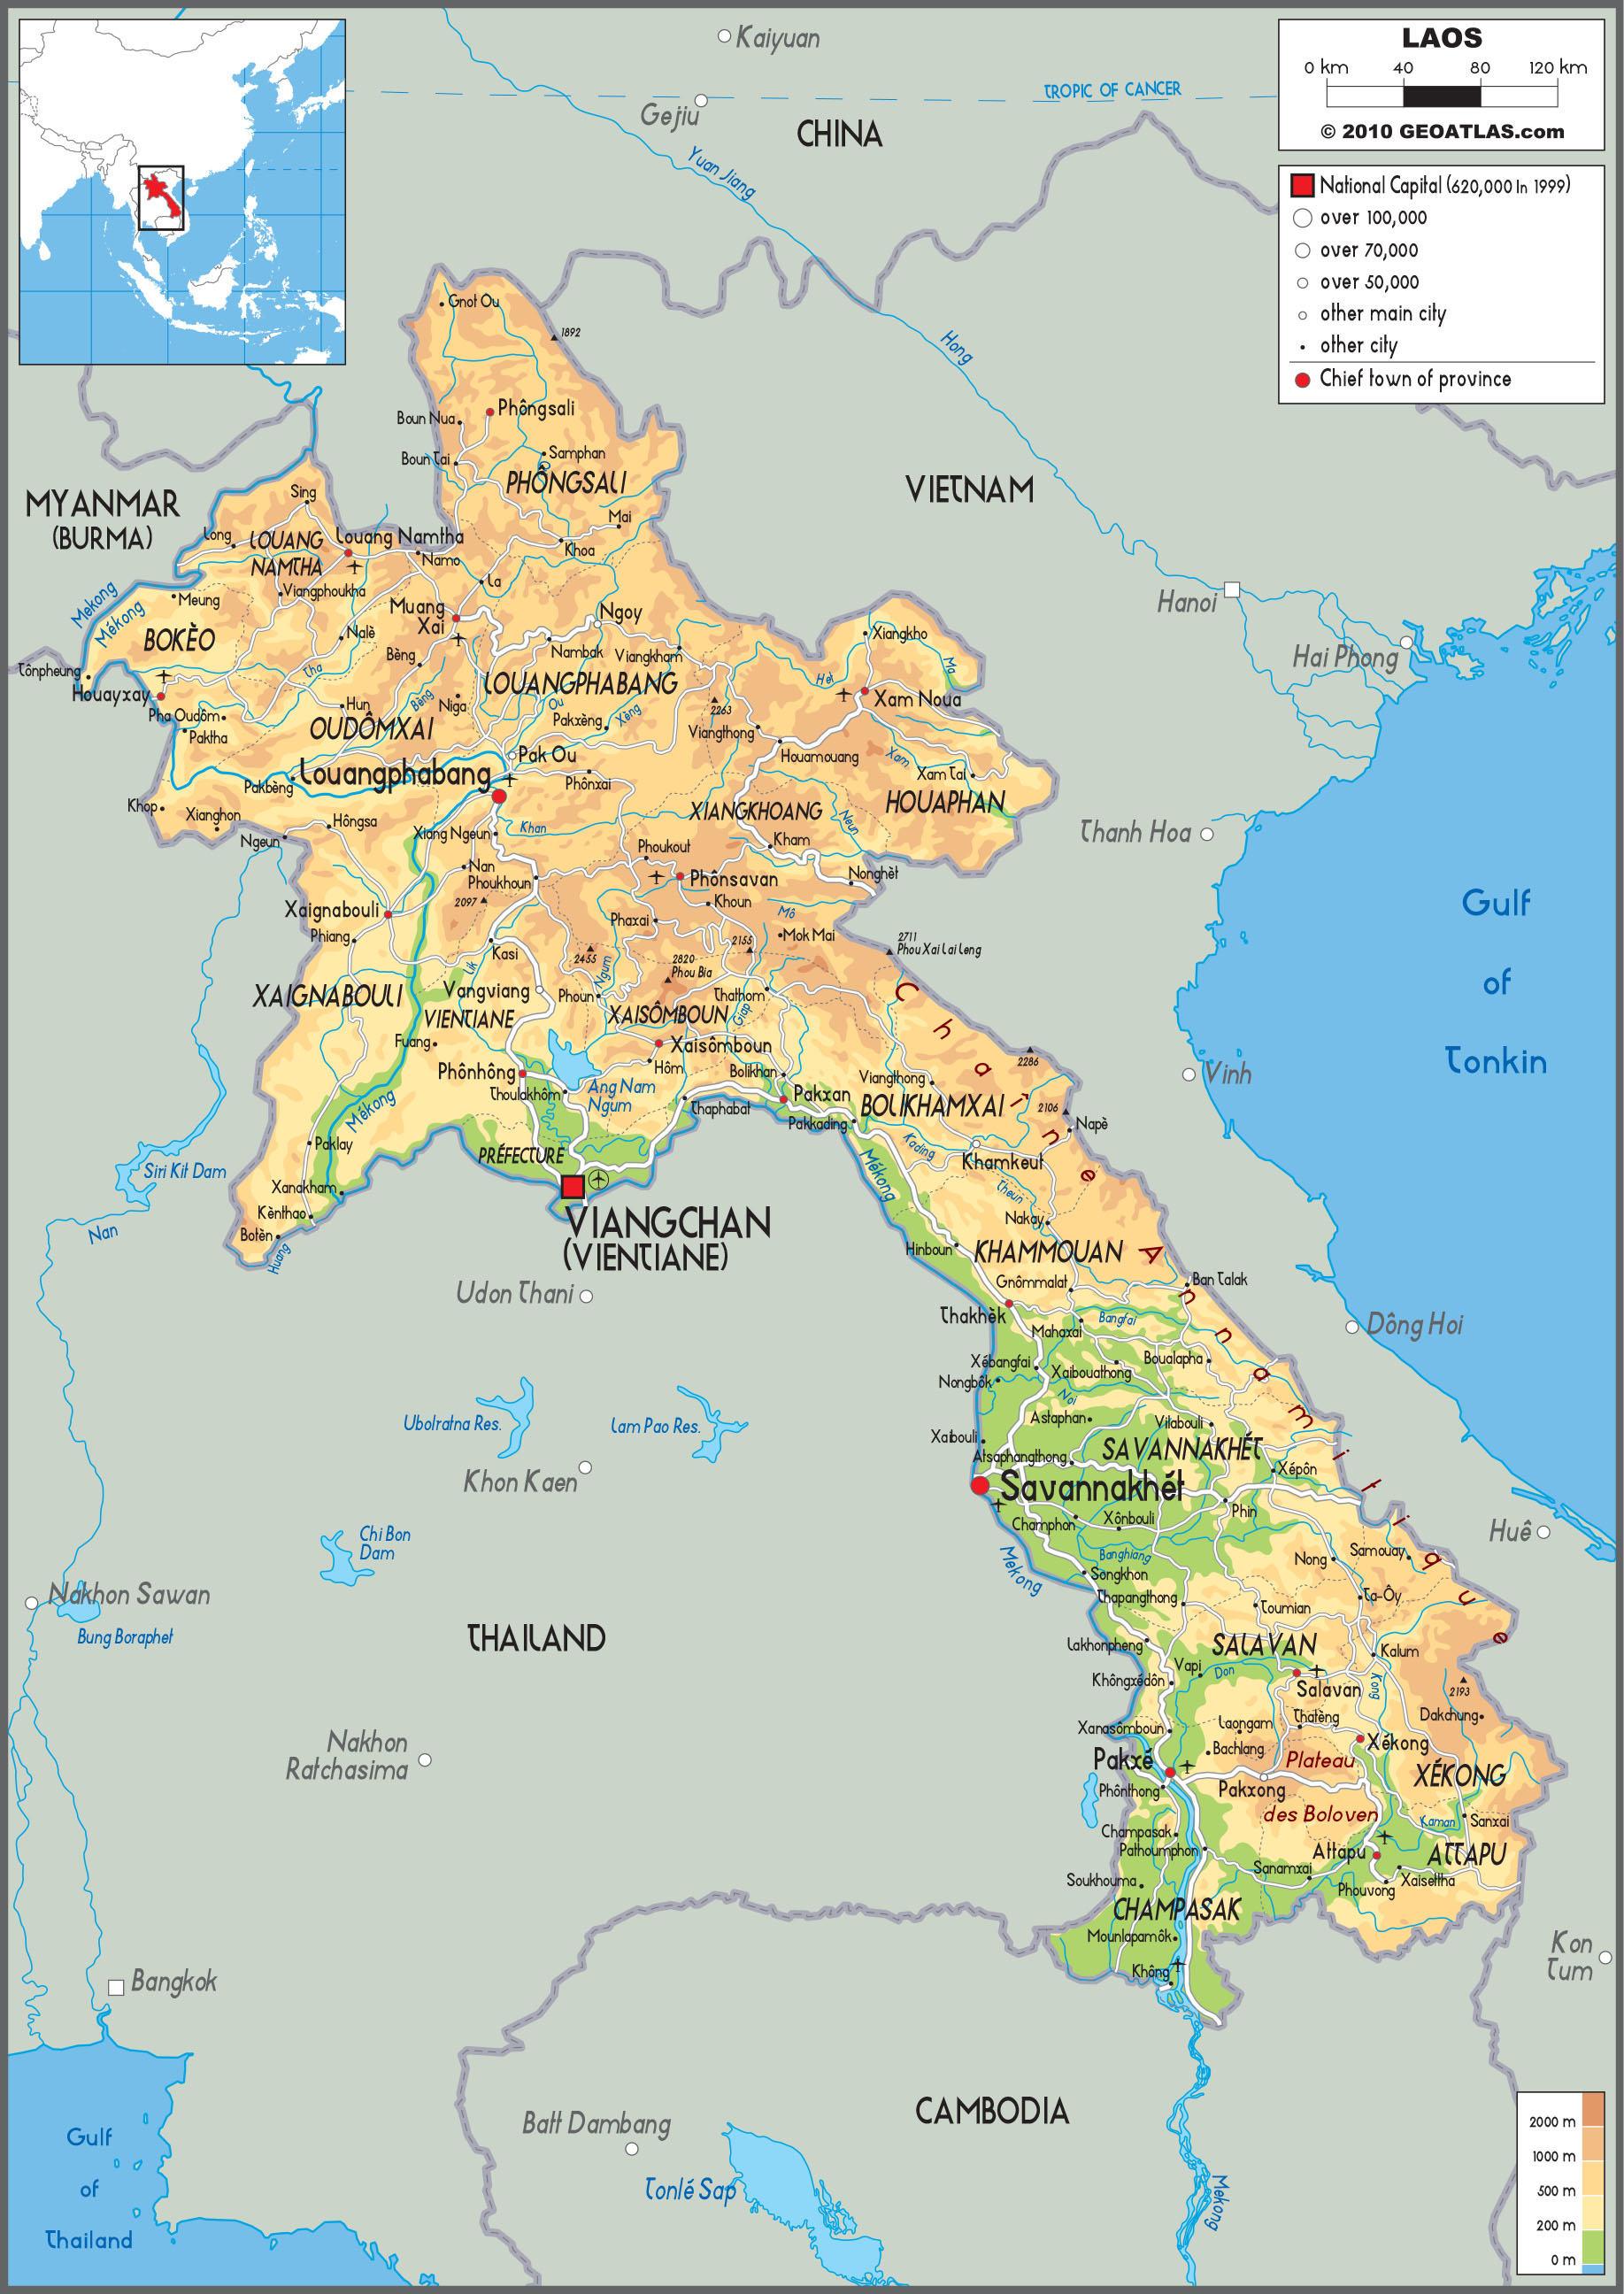 LAOS
0 km 40 80 120 km
© 2010 GEOATLAS.com
National Capital (620,000 In 1999)
over 100,000
over 70,000
over 50,000
other main city
other city
Chief town of province
Kaiyuan
TROPIC OF CANCER
Gejiu
CHINA
Yuan Jiang
Hong
Gnot Ou
1892
Boun Nua
Phôngsali
Boun Tai
Samphan
PHÔNGSALI
VIETNAM
MYANMAR
(BURMA)
Sing
Mai
Long
LOUANG
NAMTHA
Louang Namtha
Namo
Khoa
La
Viangphoukha
Mekong
Mékong
Meung
Muang
Xai
Ngoy
Hanoi
BOKÈO
Nalè
Xiangkho
Hai Phong
Nambak
Viangkham
Bèng
Tônpheung
Tha
Het
Ma
Houayxay
LOUANGPHABANG
Xam Noua
Pha Oudôm
Hun
Bèng
Niga
Ou
2263
Paktha
OUDÔMXAI
Pakxèng
Xèng
Viangthong
Houamouang
Xam
Pak Ou
Xam Tai
Louangphabang
Pakbèng
Phônxai
HOUAPHAN
Khop
Xianghon
Hôngsa
XIANGKHOANG
Neun
Ngeun
Xiang Ngeun
Khan
Kham
Thanh Hoa
Phoukout
Nan
Phoukhoun
Phônsavan
Nonghèt
2097
Khoun
Xaignabouli
Phaxai
Mô
Gulf
of
Tonkin
Phiang
Mok Mai
2711
Phou Xai Lai Leng
Kasi
2455
2155
2820
Phou Bia
Lik
Ngum
XAIGNABOULI
Vangviang
Phoun
Thathom
VIENTIANE
XAISÔMBOUN
Giap
Chaîne Annamitique
Fuang
Xaisômboun
2286
Hôm
Phônhông
Bolikhan
Viangthong
Vinh
Thoulakhôm
Ang Nam
Ngum
Thaphabat
Pakxan
BOLIKHAMXAI
Mékong
Pakkading
2106
Napè
Paklay
PRÉFECTURE
Kading
Khamkeut
Siri Kit Dam
Xanakham
Mékong
Theun
Kènthao
Nakay
Nan
Botèn
Huang
VIANGCHAN
(VIENTIANE)
Hinboun
KHAMMOUAN
Gnômmalat
Ban Talak
Udon Thani
Thakhèk
Mahaxai
Bangfai
Dông Hoi
Xébangfai
Xaibouathong
Boualapha
Nongbôk
Noi
Ubolratna Res.
Lam Pao Res.
Astaphan
Vilabouli
Xaibouli
Atsaphangthong
SAVANNAKHÉT
Xépôn
Khon Kaen
Savannakhét
Phin
Champhon
Xônbouli
Huê
Chi Bon
Dam
Banghiang
Nong
Samouay
Mekong
Songkhon
Nakhon Sawan
Thapangthong
Ta-Ôy
Toumian
Bung Boraphet
THAILAND
Lakhonpheng
SALAVAN
Kalum
Vapi
Don
Khôngxédôn
Salavan
Kong
2193
Xanasômboun
Laongam
Thatèng
Dakchung
Nakhon
Ratchasima
Pakxé
Bachlang
Plateau
des Boloven
Xékong
XÉKONG
Phônthong
Pakxong
Champasak
Kaman
Sanxai
Pathoumphon
Attapu
ATTAPU
Sanamxai
Soukhouma
Phouvong
Xaisettha
CHAMPASAK
Mounlapamôk
Không
Kon
Tum
Bangkok
CAMBODIA
Batt Dambang
Gulf
of
Thailand
Tonlé Sap
Mekong
2000 m
1000 m
500 m
200 m
0 m